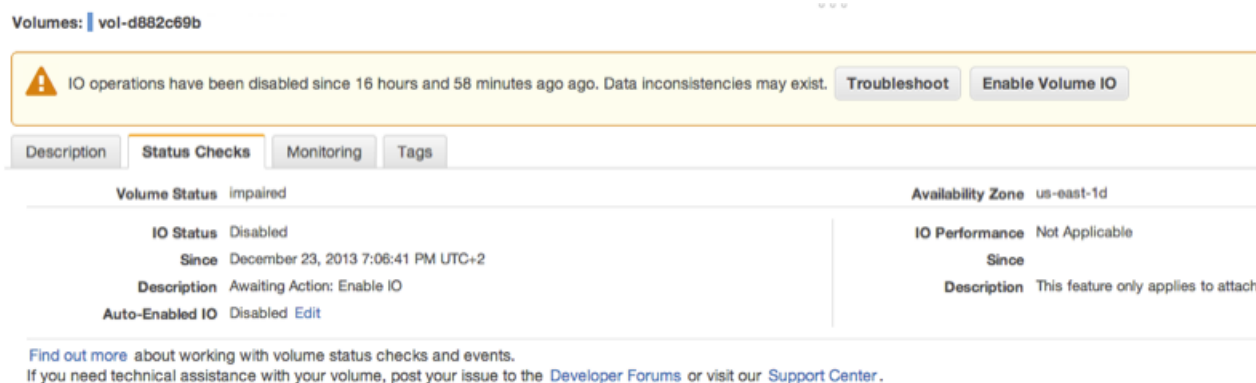 Volumes: vol-d882c69b
IO operations have been disabled since 16 hours and 58 minutes ago ago. Data inconsistencies may exist. Troubleshoot Enable Volume IO
Description Status Checks Monitoring Tags
Volume Status impaired Availability Zone us-east-1d
IO Status Disabled IO Performance Not Applicable
Since December 23, 2013 7:06:41 PM UTC+2 Since
Description Awaiting Action: Enable IO Description This feature only applies to attach
Auto-Enabled IO Disabled Edit
Find out more about working with volume status checks and events.
If you need technical assistance with your volume, post your issue to the Developer Forums or visit our Support Center.